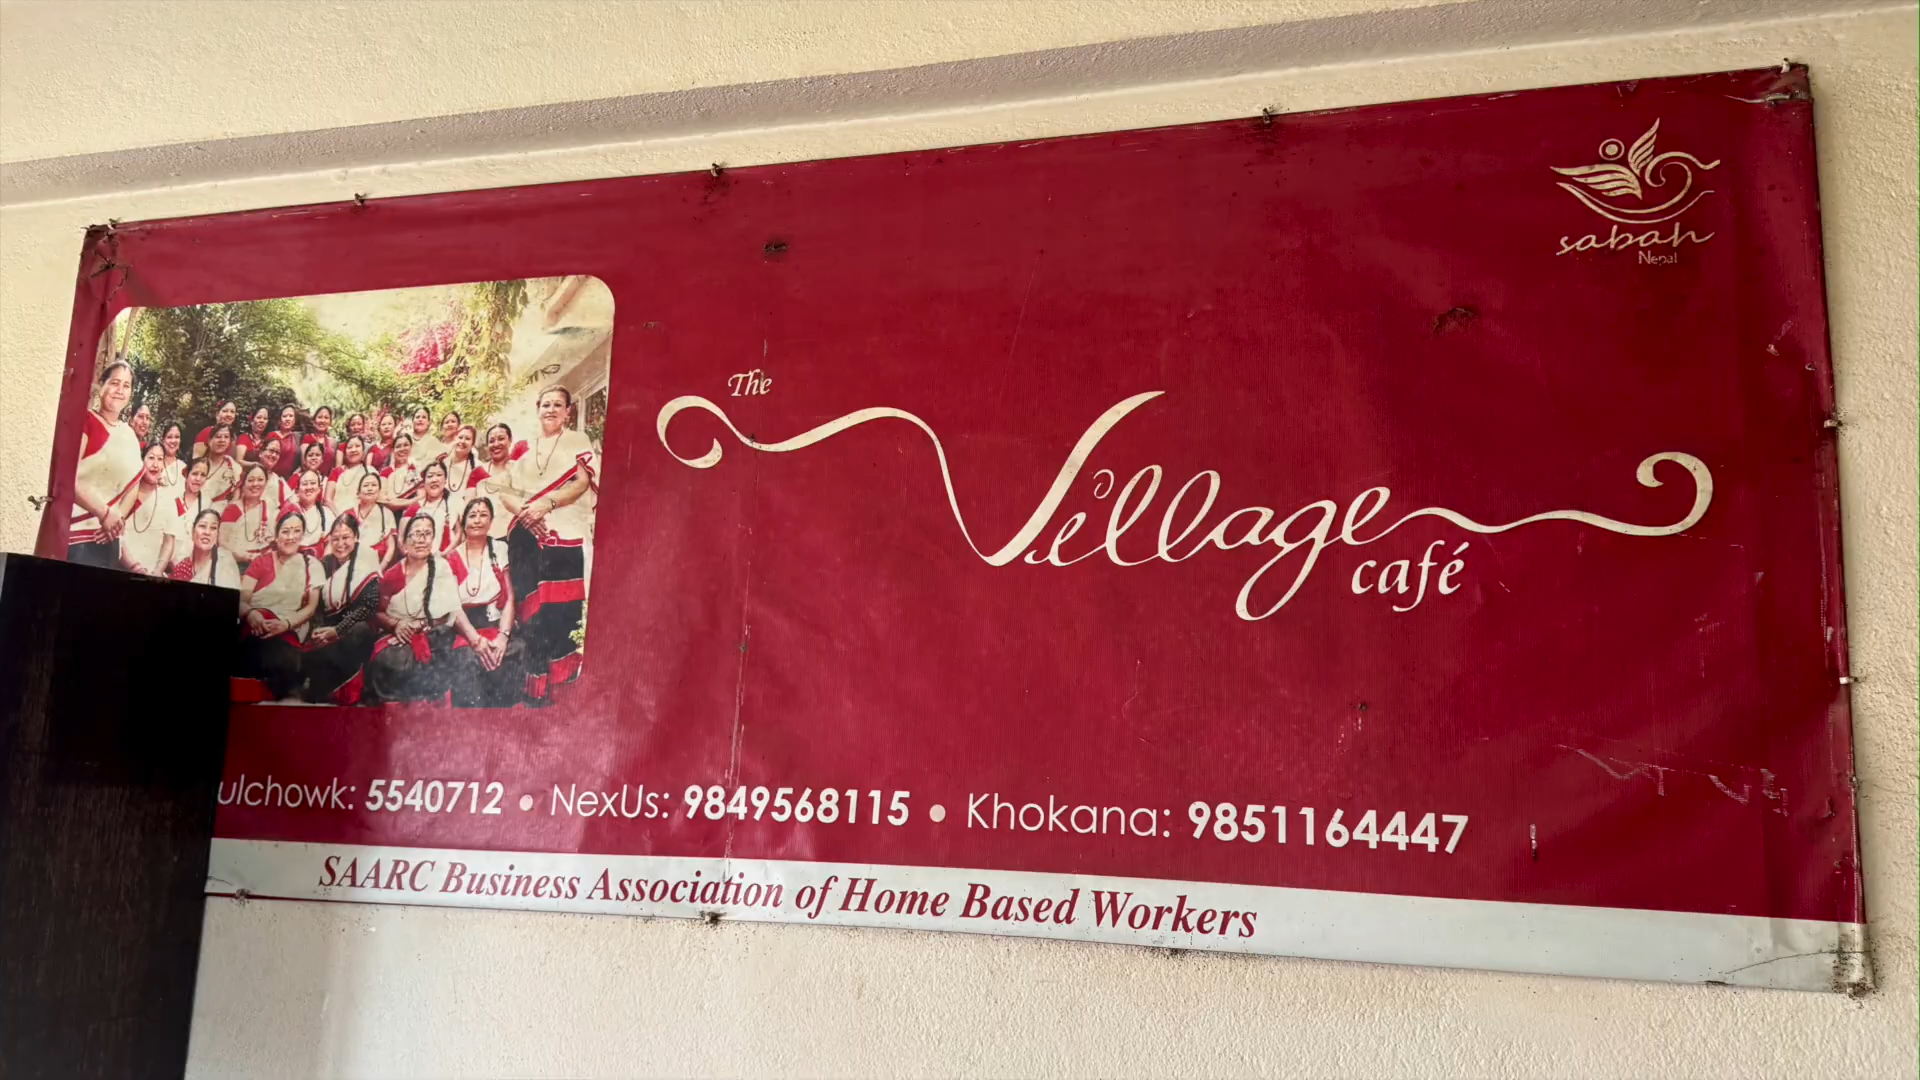 sabah
Nepal
The
Village
café
ulchowk: 5540712 • NexUs: 9849568115 • Khokana: 9851164447
SAARC Business Association of Home Based Workers